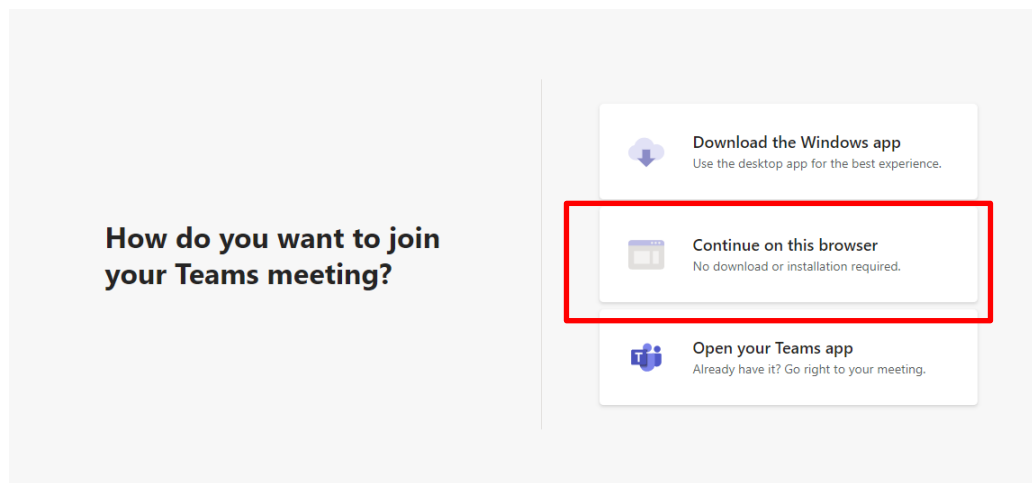 How do you want to join
your Teams meeting?
Download the Windows app
Use the desktop app for the best experience.
Continue on this browser
No download or installation required.
Open your Teams app
Already have it? Go right to your meeting.